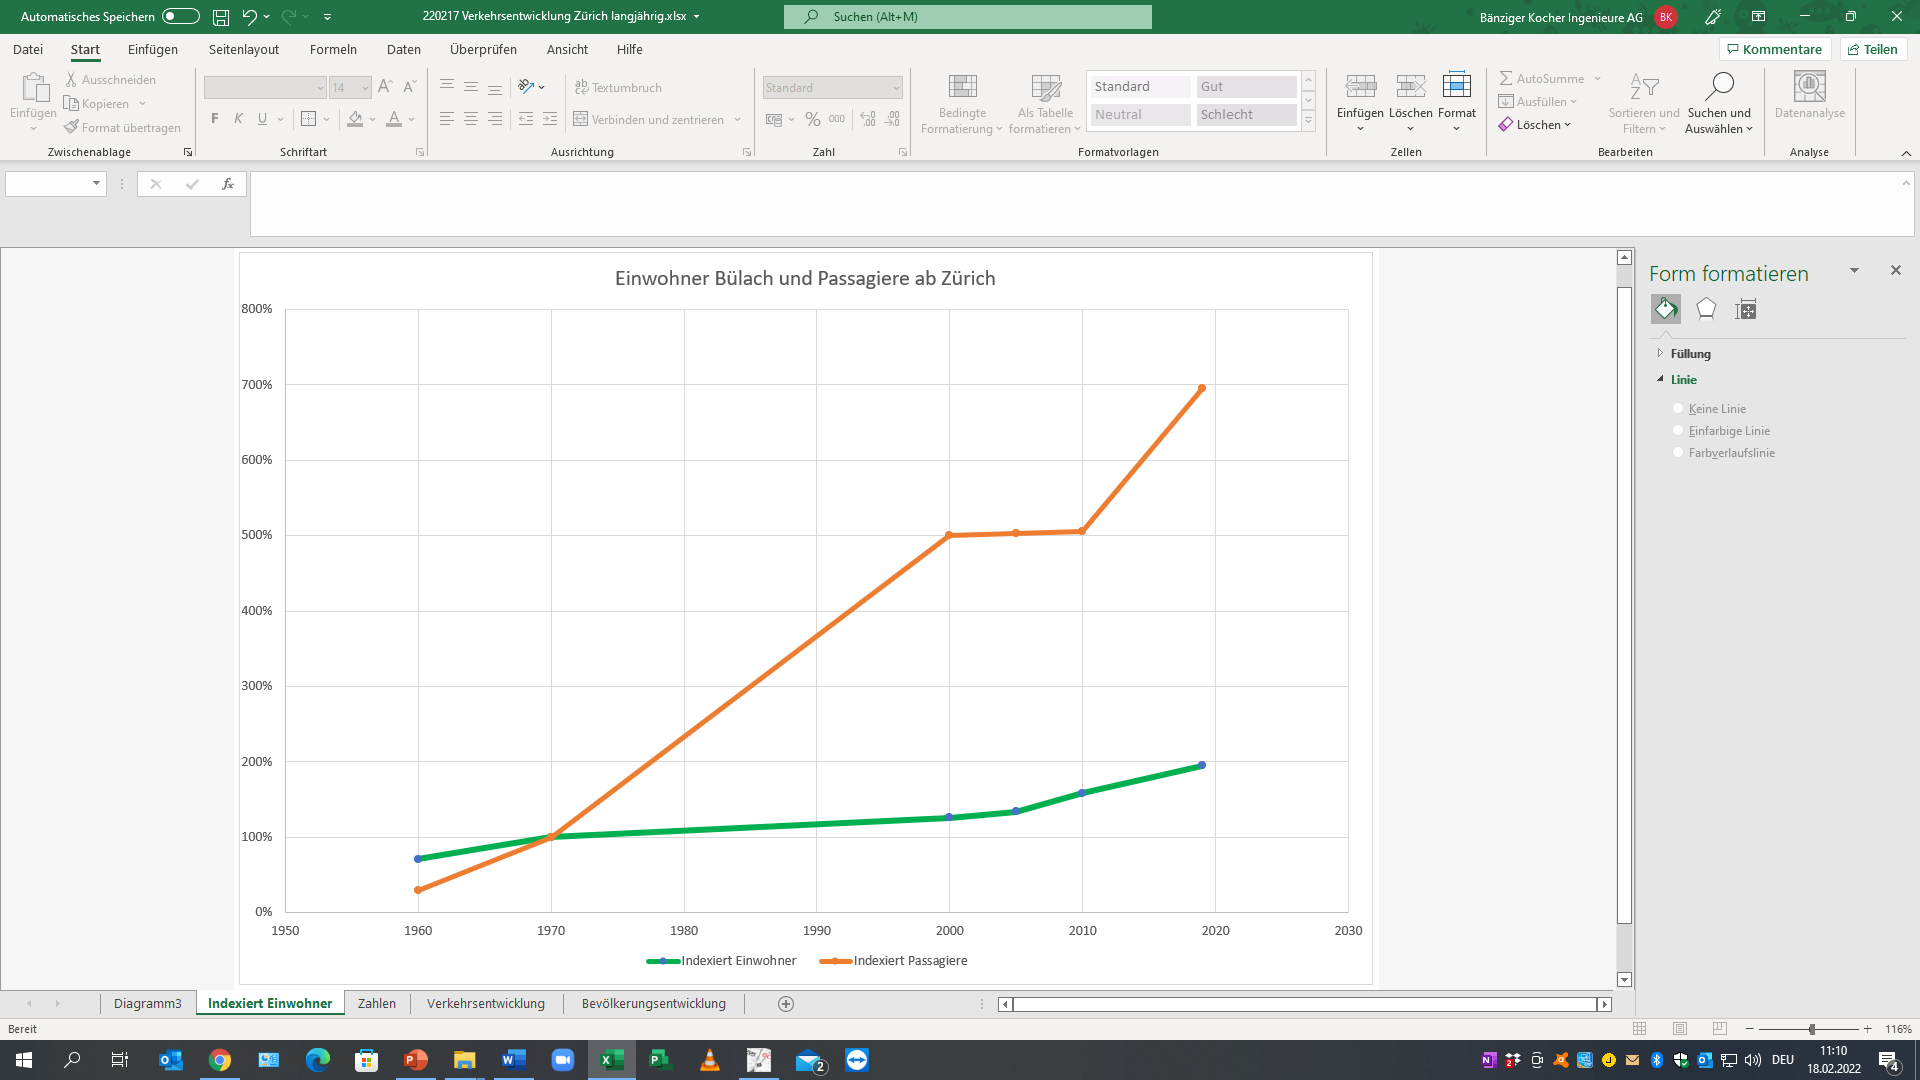 Automatisches Speichern
220217 Verkehrsentwicklung Zürich langjährig.xlsx
Suchen (Alt+M)
Bänziger Kocher Ingenieure AG
BK
Datei Start Einfügen Seitenlayout Formeln Daten Überprüfen Ansicht Hilfe
Kommentare
Teilen
Einfügen
Ausschneiden
Kopieren
Format übertragen
Zwischenablage
14
F K U
Schriftart
Textumbruch
Verbinden und zentrieren
Ausrichtung
Standard
% 000
Zahl
Bedingte
Formatierung
Als Tabelle
formatieren
Standard Gut
Neutral Schlecht
Formatvorlagen
Einfügen Löschen Format
Zellen
AutoSumme
Ausfüllen
Löschen
Sortieren und
Filtern
Suchen und
Auswählen
Bearbeiten
Datenanalyse
Analyse
fx
Einwohner Bülach und Passagiere ab Zürich
800%
700%
600%
500%
400%
300%
200%
100%
0%
1950 1960 1970 1980 1990 2000 2010 2020 2030
Indexiert Einwohner Indexiert Passagiere
Form formatieren
Füllung
Linie
Keine Linie
Einfarbige Linie
Farbverlaufslinie
Diagramm3 Indexiert Einwohner Zahlen Verkehrsentwicklung Bevölkerungsentwicklung
Bereit
116%
2
DEU
11:10
18.02.2022
4